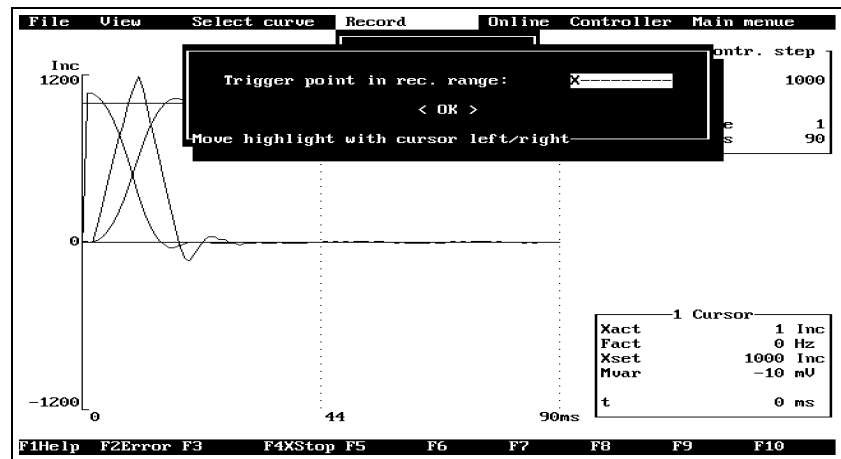 File View Select curve Record Online Controller Main menue
ontr. step
Inc
1200
Trigger point in rec. range: X---------
1000
< OK >
e 1
Move highlight with cursor left/right
s 90
0
1 Cursor
Xact 1 Inc
Fact 0 Hz
Xset 1000 Inc
Mvar -10 mV
t 0 ms
-1200
0 44 90ms
F1Help F2Error F3 F4XStop F5 F6 F7 F8 F9 F10